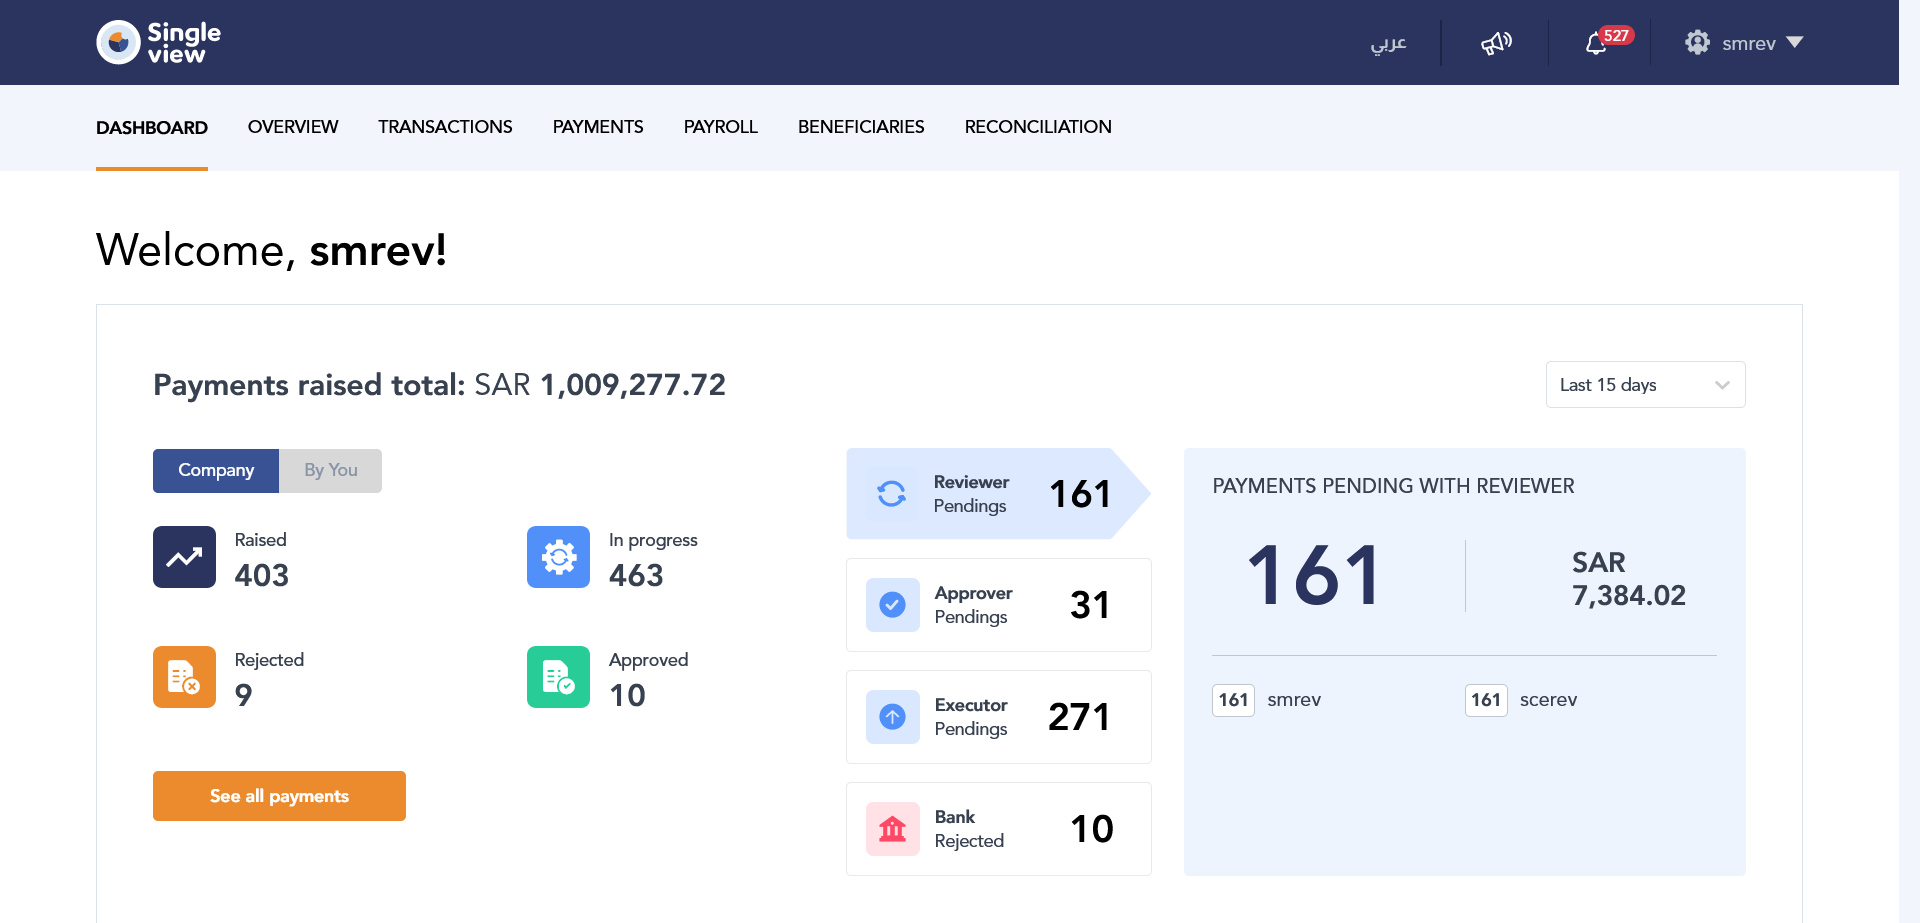 Single
view
عربي
527
smrev
DASHBOARD
OVERVIEW
TRANSACTIONS
PAYMENTS
PAYROLL
BENEFICIARIES
RECONCILIATION
Welcome, smrev!
Payments raised total: SAR 1,009,277.72
Last 15 days
Company
By You
Raised
403
In progress
463
Rejected
9
Approved
10
See all payments
Reviewer
Pendings
161
Approver
Pendings
31
Executor
Pendings
271
Bank
Rejected
10
PAYMENTS PENDING WITH REVIEWER
161
SAR
7,384.02
161 smrev
161 scerev